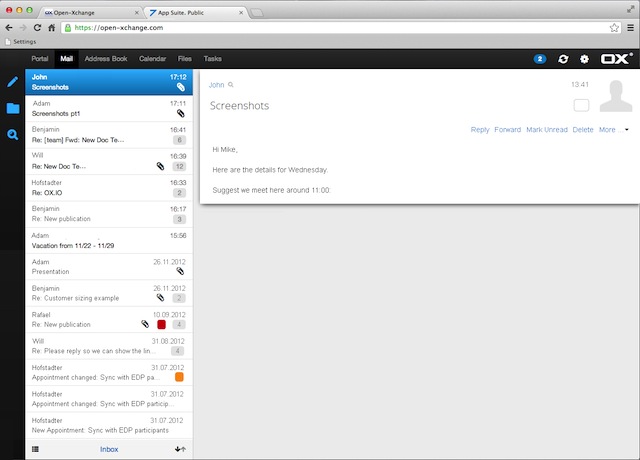 Open-Xchange
App Suite. Public
https://open-xchange.com
Settings
Portal Mail Address Book Calendar Files Tasks
2
OX
John 17:12
Screenshots
Adam 17:11
Screenshots pt1
Benjamin 16:41
Re: [team] Fwd: New Doc Te... 6
Will 16:39
Re: New Doc Te... 12
Hofstadter 16:33
Re: OX.IO 2
Benjamin 16:17
Re: New publication 3
Adam 15:56
Vacation from 11/22 - 11/29
Adam 26.11.2012
Presentation
Benjamin 26.11.2012
Re: Customer sizing example 2
Rafael 10.09.2012
Re: New publication 4
Will 31.08.2012
Re: Please reply so we can show the lin... 4
Hofstadter 31.07.2012
Appointment changed: Sync with EDP pa...
Hofstadter 31.07.2012
Appointment changed: Sync with EDP particip...
Hofstadter 31.07.2012
New Appointment: Sync with EDP participants
Inbox
John 13:41
Screenshots
Reply Forward Mark Unread Delete More
Hi Mike,
Here are the details for Wednesday.
Suggest we meet here around 11:00.